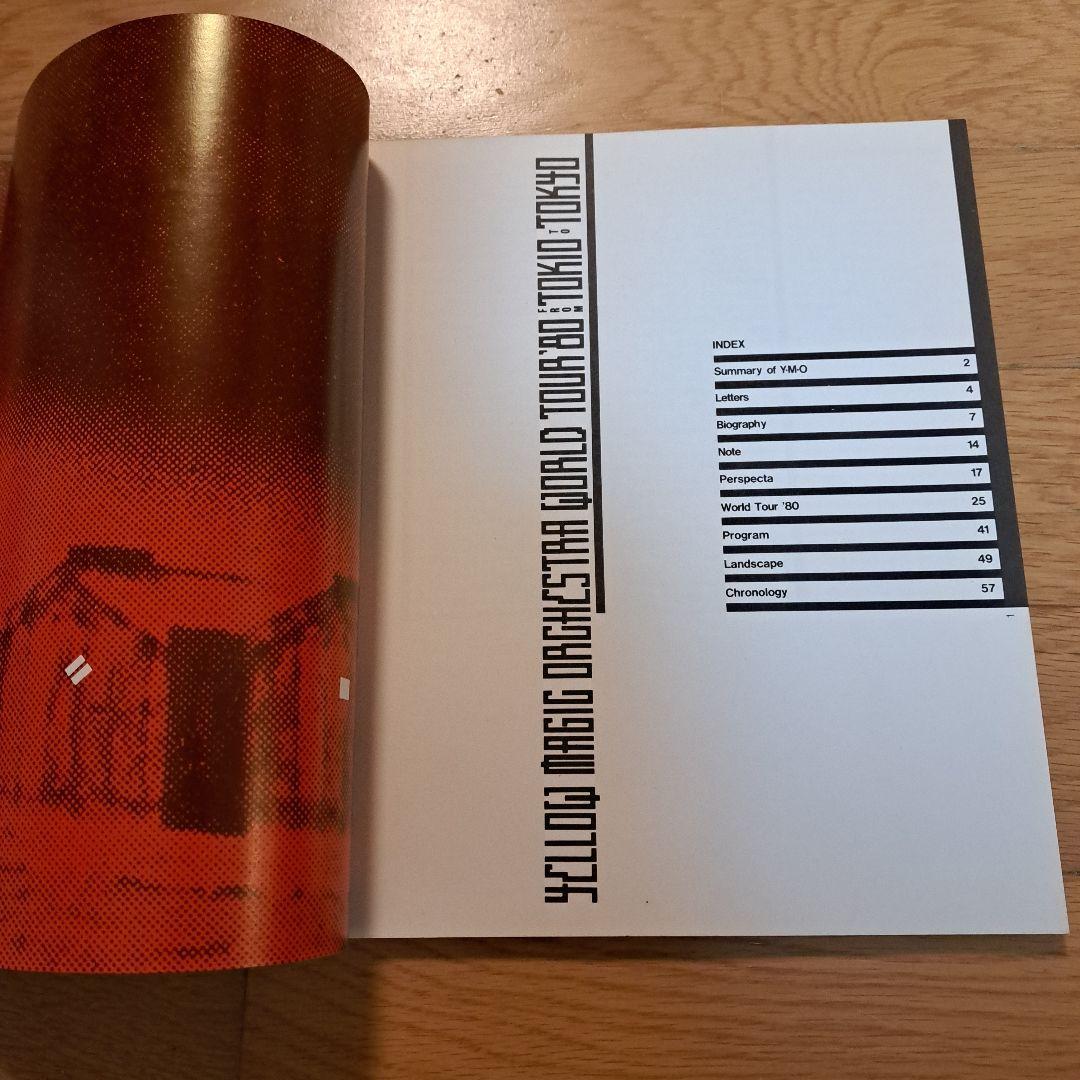 YELLOW MAGIC ORCHESTRA WORLD TOUR'80 FROM TOKIO TO TOKYO
INDEX
Summary of Y-M-O 2
Letters 4
Biography 7
Note 14
Perspecta 17
World Tour '80 25
Program 41
Landscape 49
Chronology 57
1